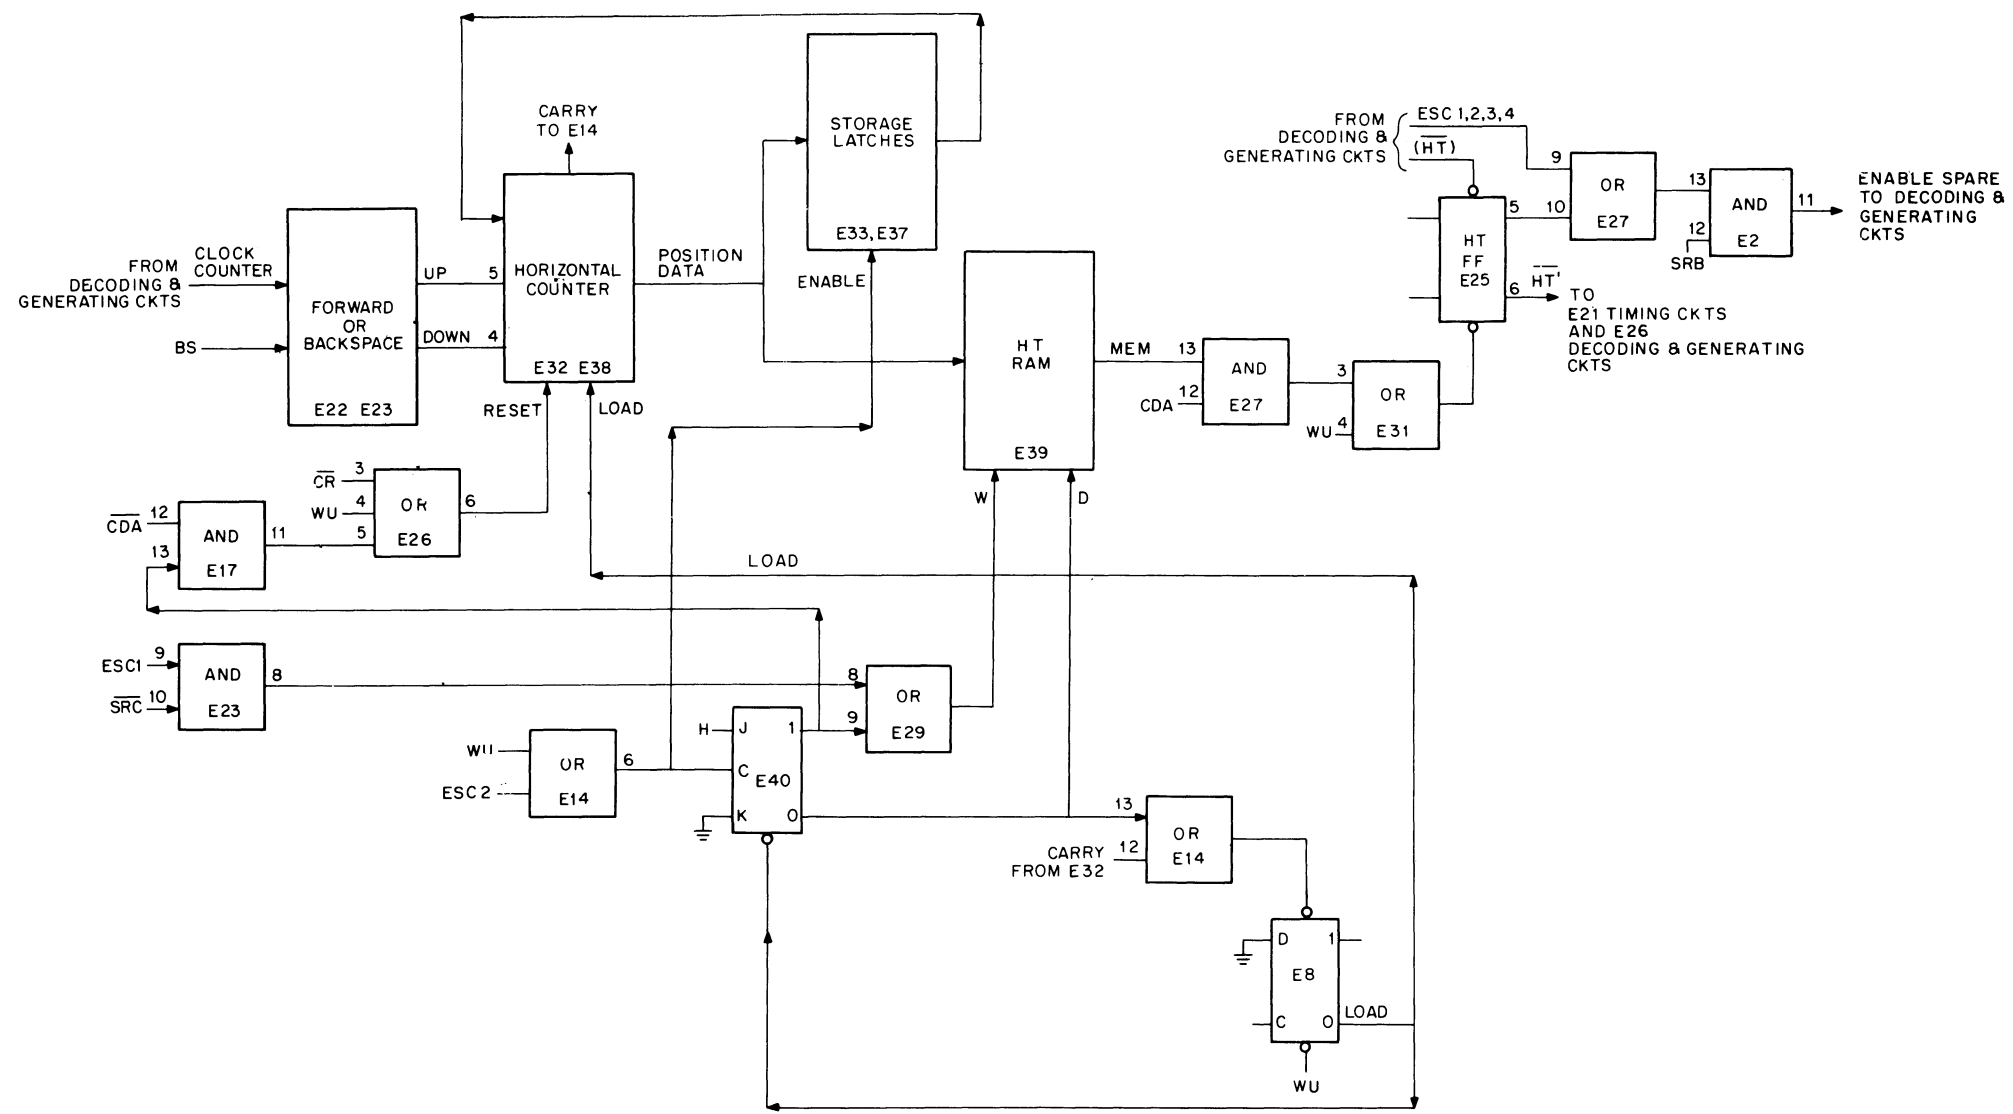 CARRY
TO E14
STORAGE
LATCHES
E33, E37
FROM
DECODING &
GENERATING CKTS
ESC 1,2,3,4
(H̅T̅)
9
OR
10
E27
13
AND
12
E2
SRB
11
ENABLE SPARE
TO DECODING &
GENERATING
CKTS
5
HT
FF
E25
6
H̅T̅'
TO
E21 TIMING CKTS
AND E26
DECODING & GENERATING
CKTS
FROM
DECODING &
GENERATING CKTS
CLOCK
COUNTER
BS
FORWARD
OR
BACKSPACE
E22 E23
UP
5
DOWN
4
HORIZONTAL
COUNTER
E32 E38
POSITION
DATA
ENABLE
RESET
LOAD
HT
RAM
E39
W
D
MEM
13
AND
12
CDA
E27
3
OR
4
WU
E31
C̅R̅
3
WU
4
5
OR
E26
6
C̅D̅A̅
12
13
AND
E17
11
LOAD
ESC1
9
S̅R̅C̅
10
AND
E23
8
8
9
OR
E29
ESC2
OR
E14
6
H
J
1
C
E40
K
O
13
CARRY
FROM E32
12
OR
E14
D
1
E8
C
O
LOAD
WU